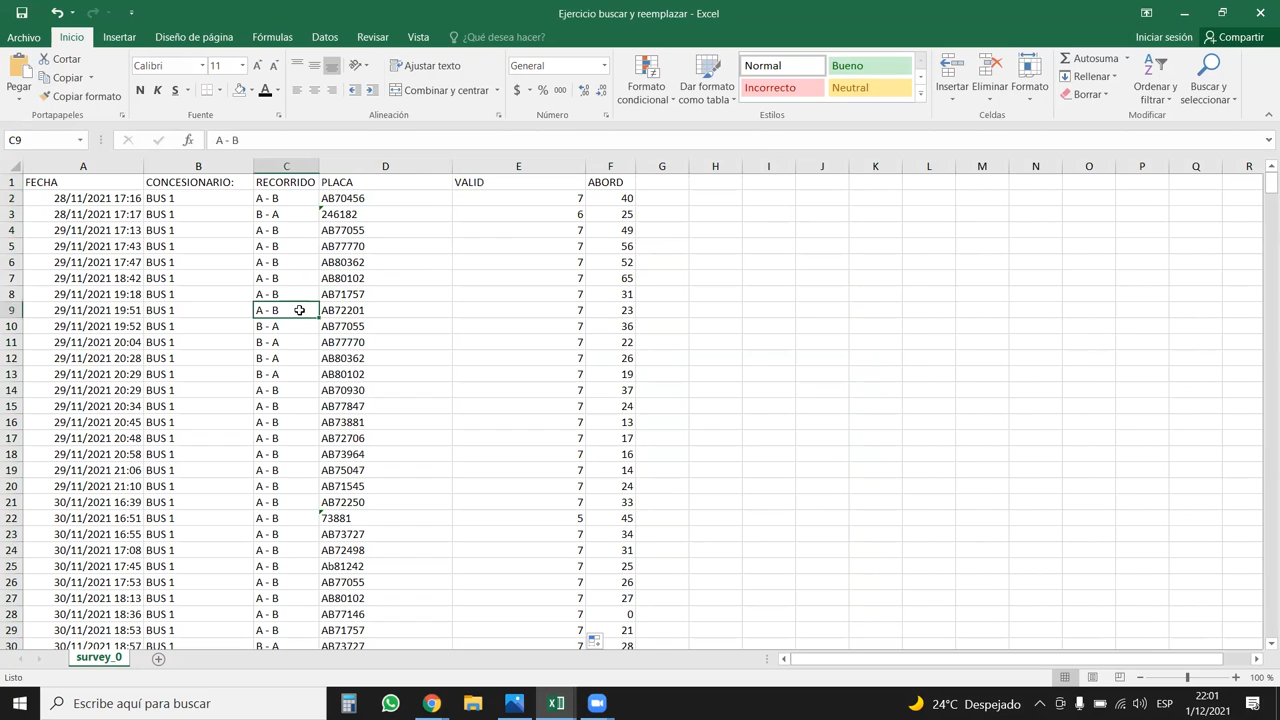 Ejercicio buscar y reemplazar - Excel
Archivo Inicio Insertar Diseño de página Fórmulas Datos Revisar Vista ¿Qué desea hacer? Iniciar sesión Compartir
Pegar Cortar Copiar Copiar formato Portapapeles
Calibri 11 N K S A Fuente
Ajustar texto Combinar y centrar Alineación
General $ % 000 Número
Formato condicional Dar formato como tabla Normal Bueno Incorrecto Neutral Estilos
Insertar Eliminar Formato Celdas
Autosuma Rellenar Borrar Ordenar y filtrar Buscar y seleccionar Modificar
C9 fx A - B
A B C D E F G H I J K L M N O P Q R
1 FECHA CONCESIONARIO: RECORRIDO PLACA VALID ABORD
2 28/11/2021 17:16 BUS 1 A - B AB70456 7 40
3 28/11/2021 17:17 BUS 1 B - A 246182 6 25
4 29/11/2021 17:13 BUS 1 A - B AB77055 7 49
5 29/11/2021 17:43 BUS 1 A - B AB77770 7 56
6 29/11/2021 17:47 BUS 1 A - B AB80362 7 52
7 29/11/2021 18:42 BUS 1 A - B AB80102 7 65
8 29/11/2021 19:18 BUS 1 A - B AB71757 7 31
9 29/11/2021 19:51 BUS 1 A - B AB72201 7 23
10 29/11/2021 19:52 BUS 1 B - A AB77055 7 36
11 29/11/2021 20:04 BUS 1 B - A AB77770 7 22
12 29/11/2021 20:28 BUS 1 B - A AB80362 7 26
13 29/11/2021 20:29 BUS 1 B - A AB80102 7 19
14 29/11/2021 20:29 BUS 1 A - B AB70930 7 37
15 29/11/2021 20:34 BUS 1 A - B AB77847 7 24
16 29/11/2021 20:45 BUS 1 A - B AB73881 7 13
17 29/11/2021 20:48 BUS 1 A - B AB72706 7 17
18 29/11/2021 20:58 BUS 1 A - B AB73964 7 16
19 29/11/2021 21:06 BUS 1 A - B AB75047 7 14
20 29/11/2021 21:10 BUS 1 A - B AB71545 7 24
21 30/11/2021 16:39 BUS 1 A - B AB72250 7 33
22 30/11/2021 16:51 BUS 1 A - B 73881 5 45
23 30/11/2021 16:55 BUS 1 A - B AB73727 7 34
24 30/11/2021 17:08 BUS 1 A - B AB72498 7 31
25 30/11/2021 17:45 BUS 1 A - B Ab81242 7 25
26 30/11/2021 17:53 BUS 1 A - B AB77055 7 26
27 30/11/2021 18:13 BUS 1 A - B AB80102 7 27
28 30/11/2021 18:36 BUS 1 A - B AB77146 7 0
29 30/11/2021 18:53 BUS 1 A - B AB71757 7 21
30 30/11/2021 18:57 BUS 1 B - A AB73727 7 28
survey_0
Listo 100 %
Escribe aquí para buscar 24°C Despejado ESP 22:01
1/12/2021